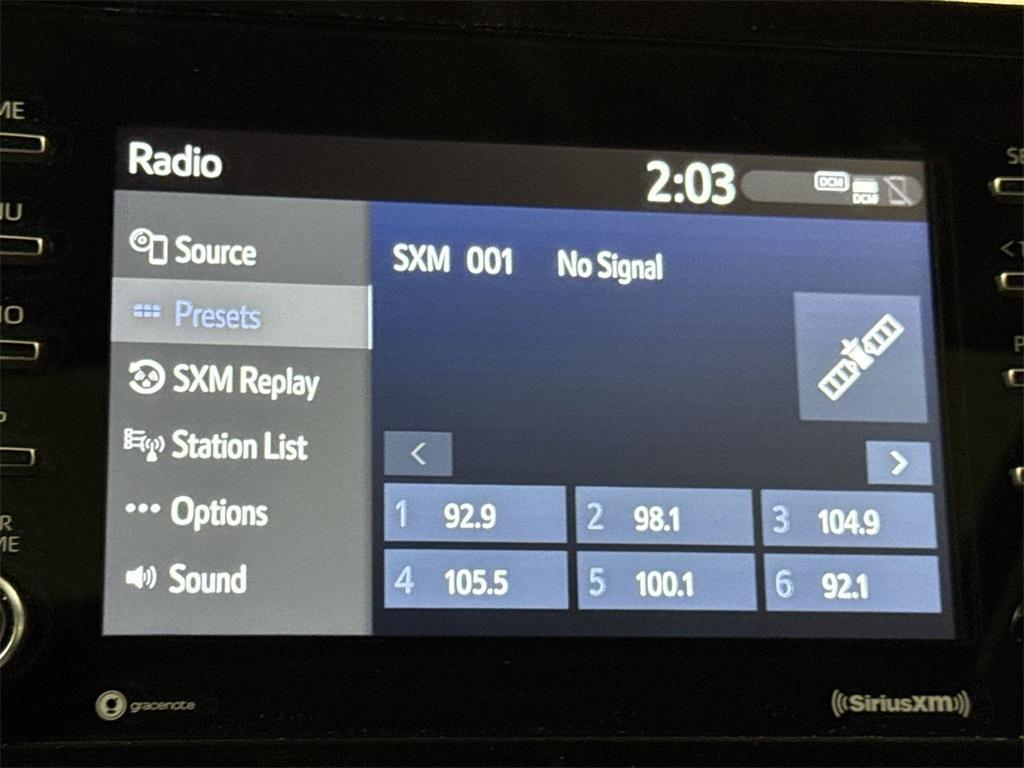 Radio
2:03
DCM
DCM
Source
SXM 001 No Signal
Presets
SXM Replay
Station List
< >
1 92.9 2 98.1 3 104.9
Options
4 105.5 5 100.1 6 92.1
Sound
gracenote
SiriusXM